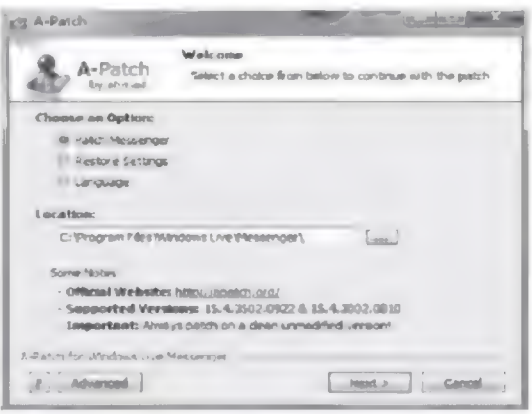 A-Patch
Welcome
A-Patch
Select a choice from below to continue with the patch
by
Choose an Option:
Patch Messenger
Restore Settings
Language
Location:
C:\Program Files\Windows Live\Messenger\
...
Some Notes
- Official Website: http://apatch.org/
- Supported Versions: 15.4.3502.0922 & 15.4.3002.0810
Important: Always patch on a clean unmodified version!
A-Patch for Windows Live Messenger
Advanced
Next >
Cancel